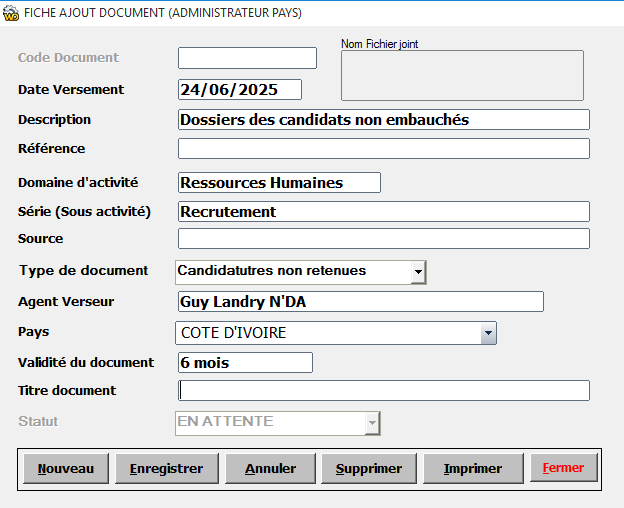 FICHE AJOUT DOCUMENT (ADMINISTRATEUR PAYS)
Code Document
Nom Fichier joint
Date Versement 24/06/2025
Description Dossiers des candidats non embauchés
Référence
Domaine d'activité Ressources Humaines
Série (Sous activité) Recrutement
Source
Type de document Candidatutres non retenues
Agent Verseur Guy Landry N'DA
Pays COTE D'IVOIRE
Validité du document 6 mois
Titre document
Statut EN ATTENTE
Nouveau Enregistrer Annuler Supprimer Imprimer Fermer